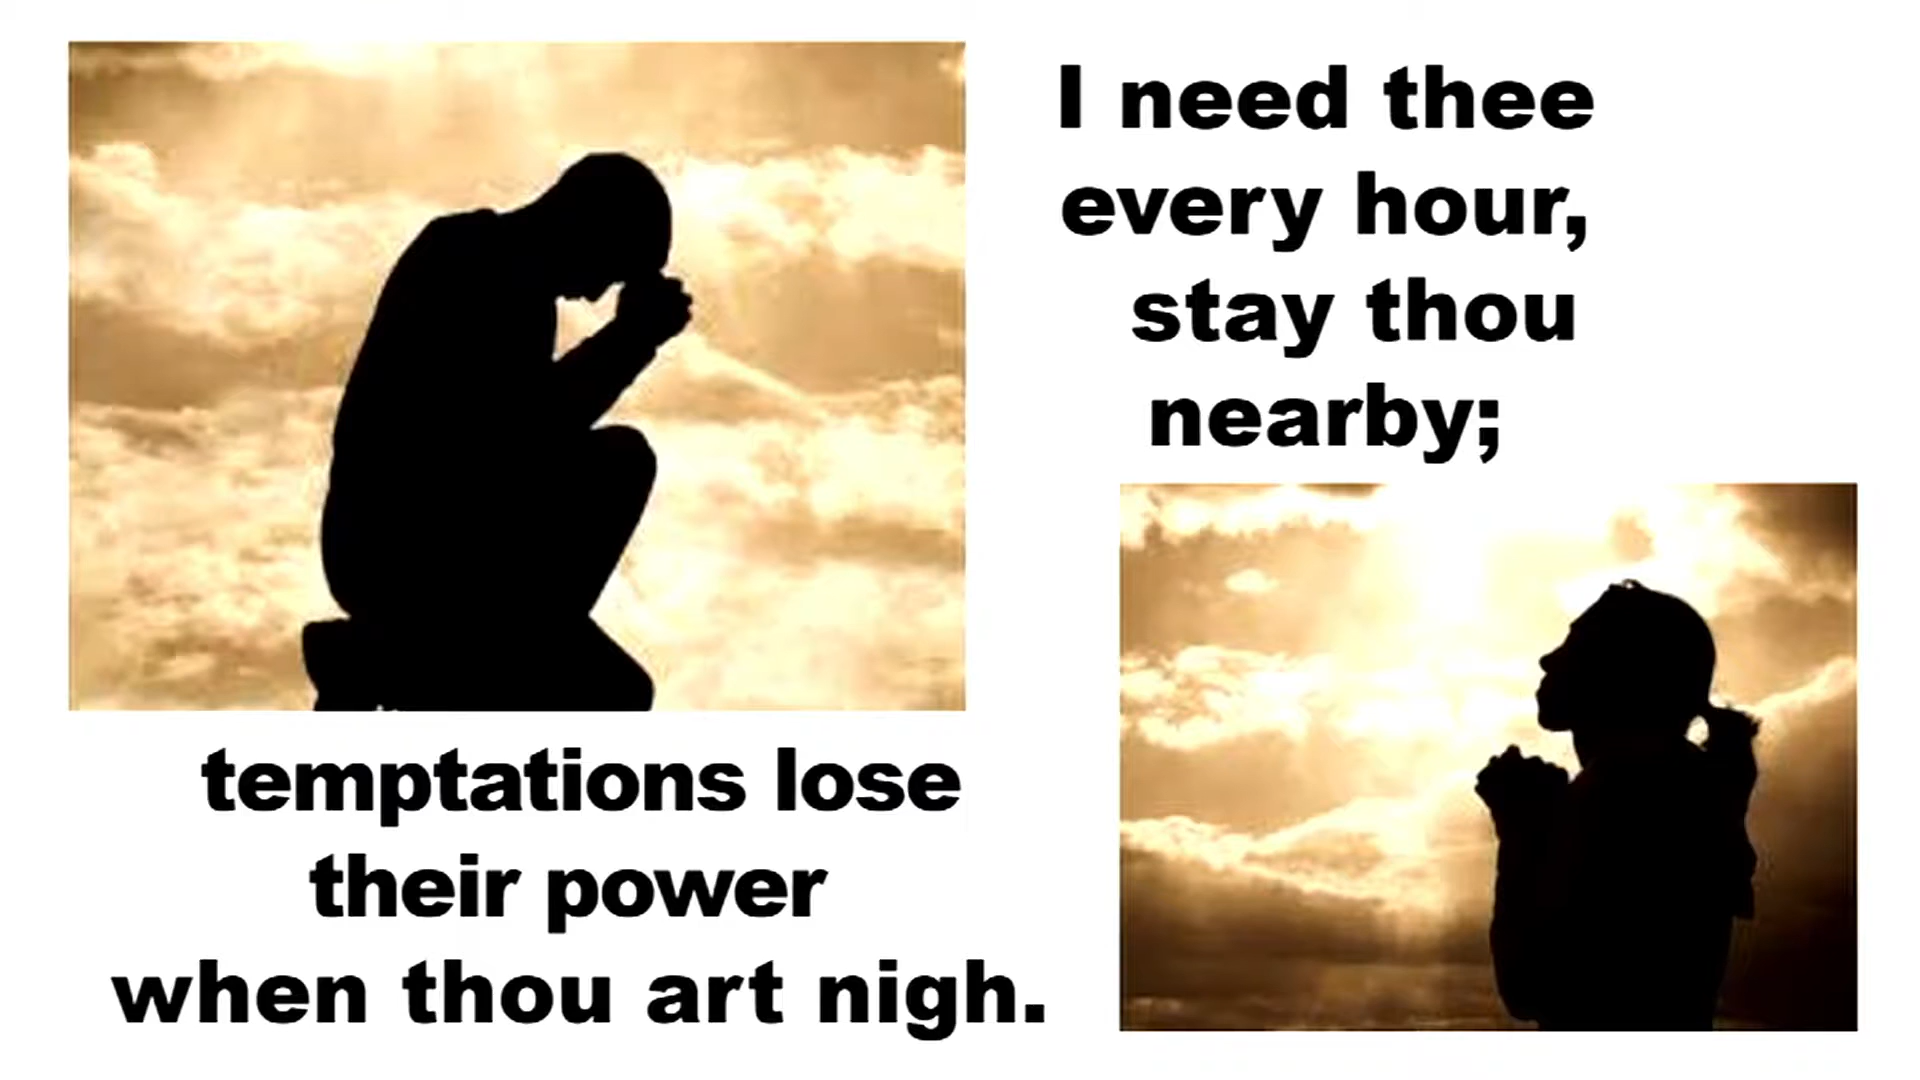 I need thee
every hour,
stay thou
nearby;
temptations lose
their power
when thou art nigh.